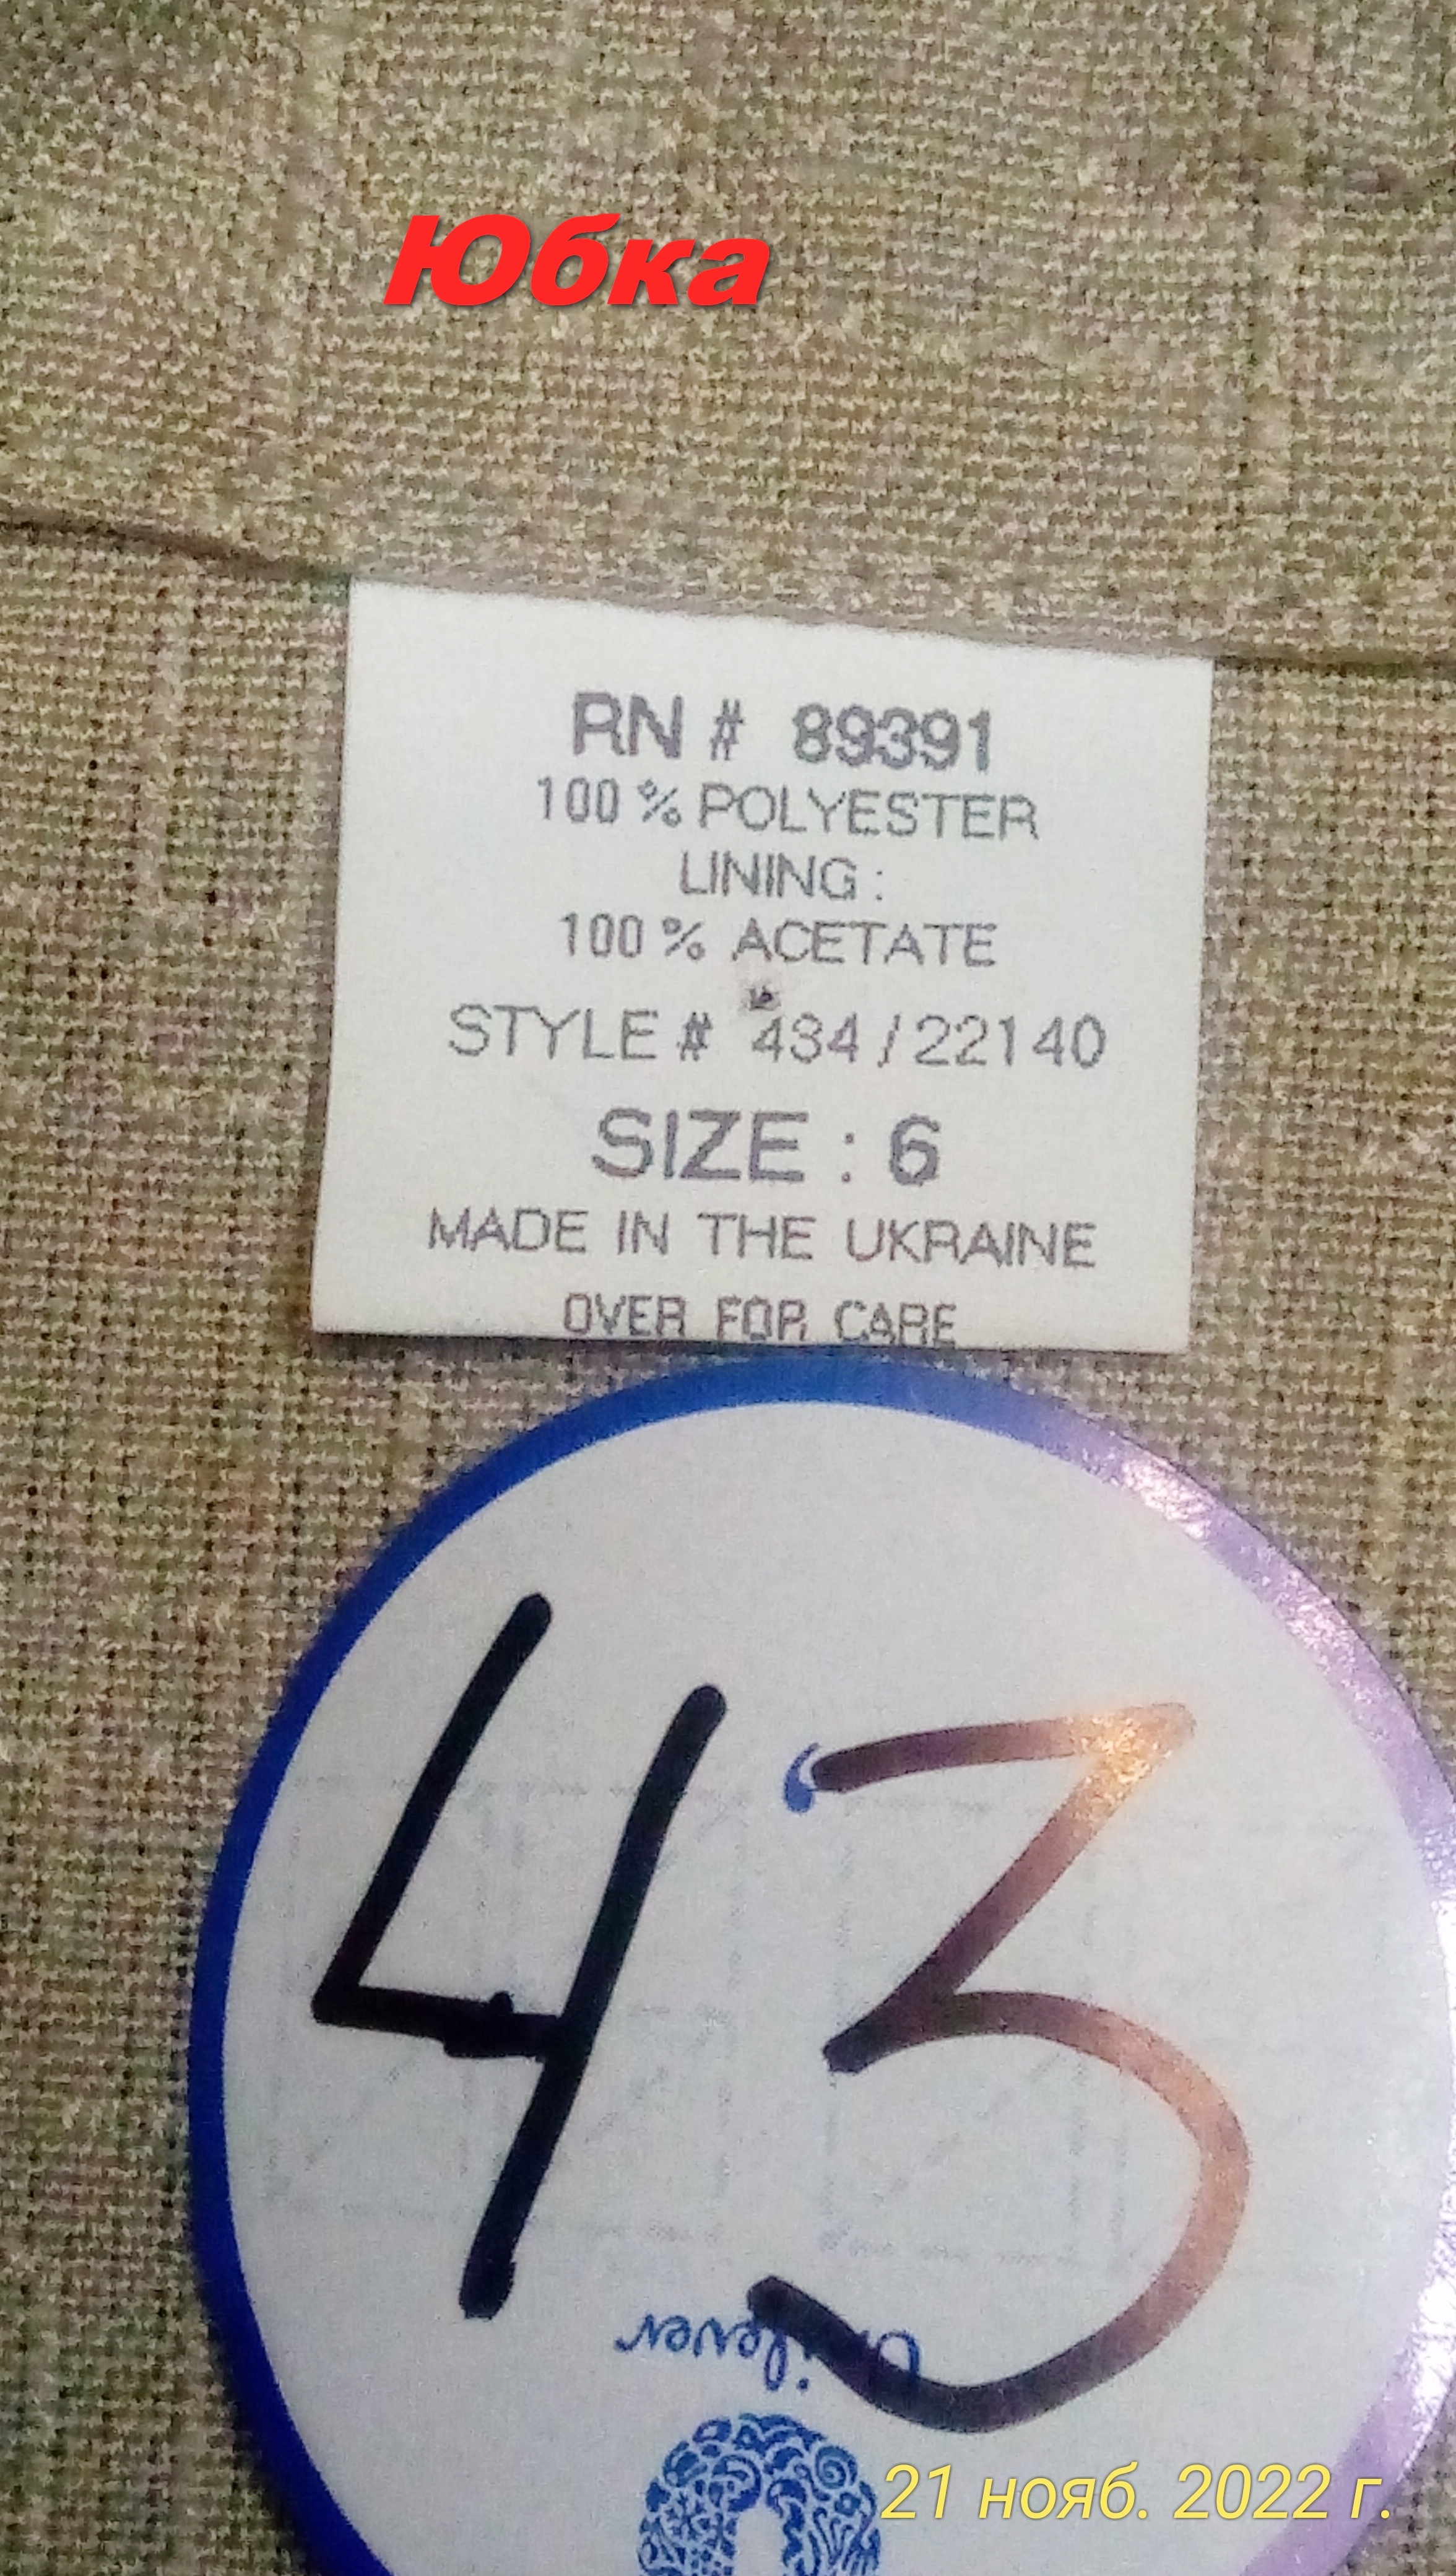 Юбка
RN # 89391
100 % POLYESTER
LINING :
100 % ACETATE
STYLE # 434 / 22140
SIZE : 6
MADE IN THE UKRAINE
OVER FOR CARE
43
Unilever
21 нояб. 2022 г.